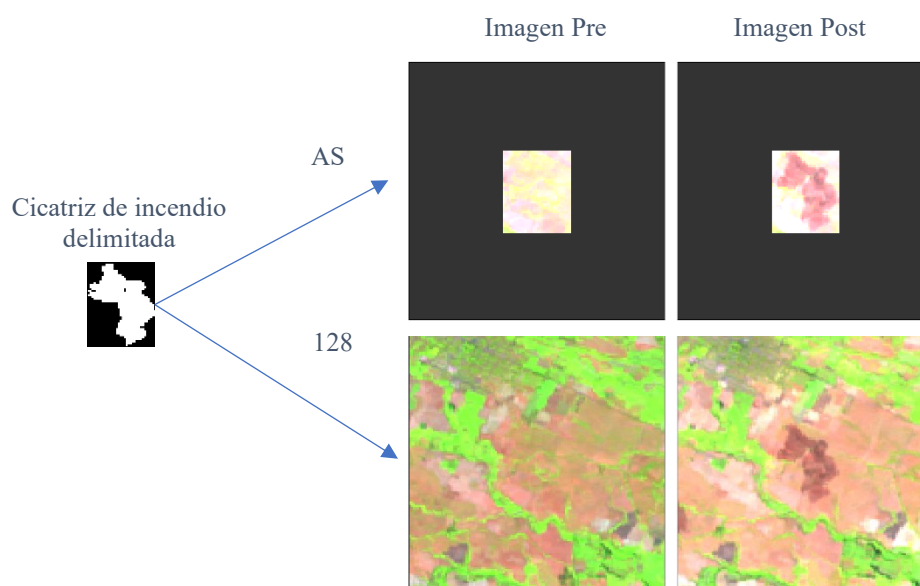 Imagen Pre
Imagen Post
AS
Cicatriz de incendio
delimitada
128